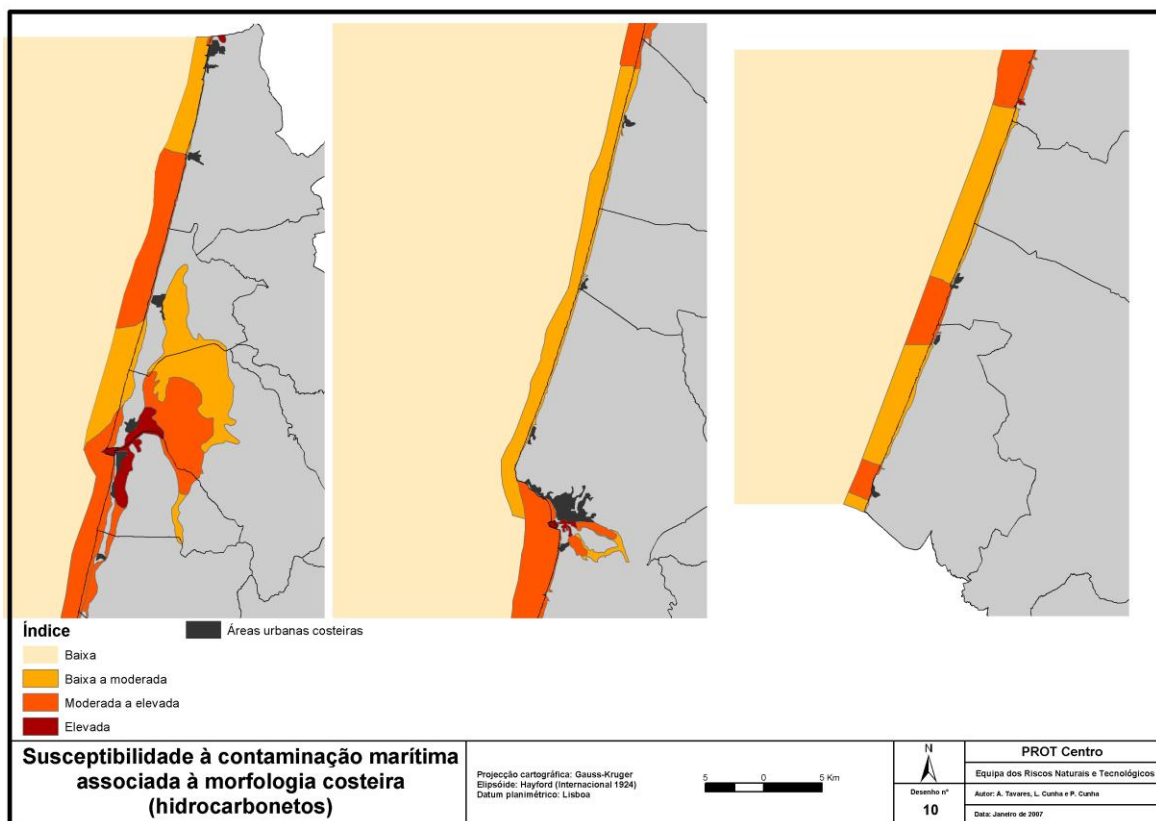 Índice
Áreas urbanas costeiras
Baixa
Baixa a moderada
Moderada a elevada
Elevada
Susceptibilidade à contaminação marítima
associada à morfologia costeira
(hidrocarbonetos)
Projecção cartográfica: Gauss-Kruger
Elipsóide: Hayford (Internacional 1924)
Datum planimétrico: Lisboa
5 0 5 Km
N
Desenho nº
10
PROT Centro
Equipa dos Riscos Naturais e Tecnológicos
Autor: A. Tavares, L. Cunha e P. Cunha
Data: Janeiro de 2007